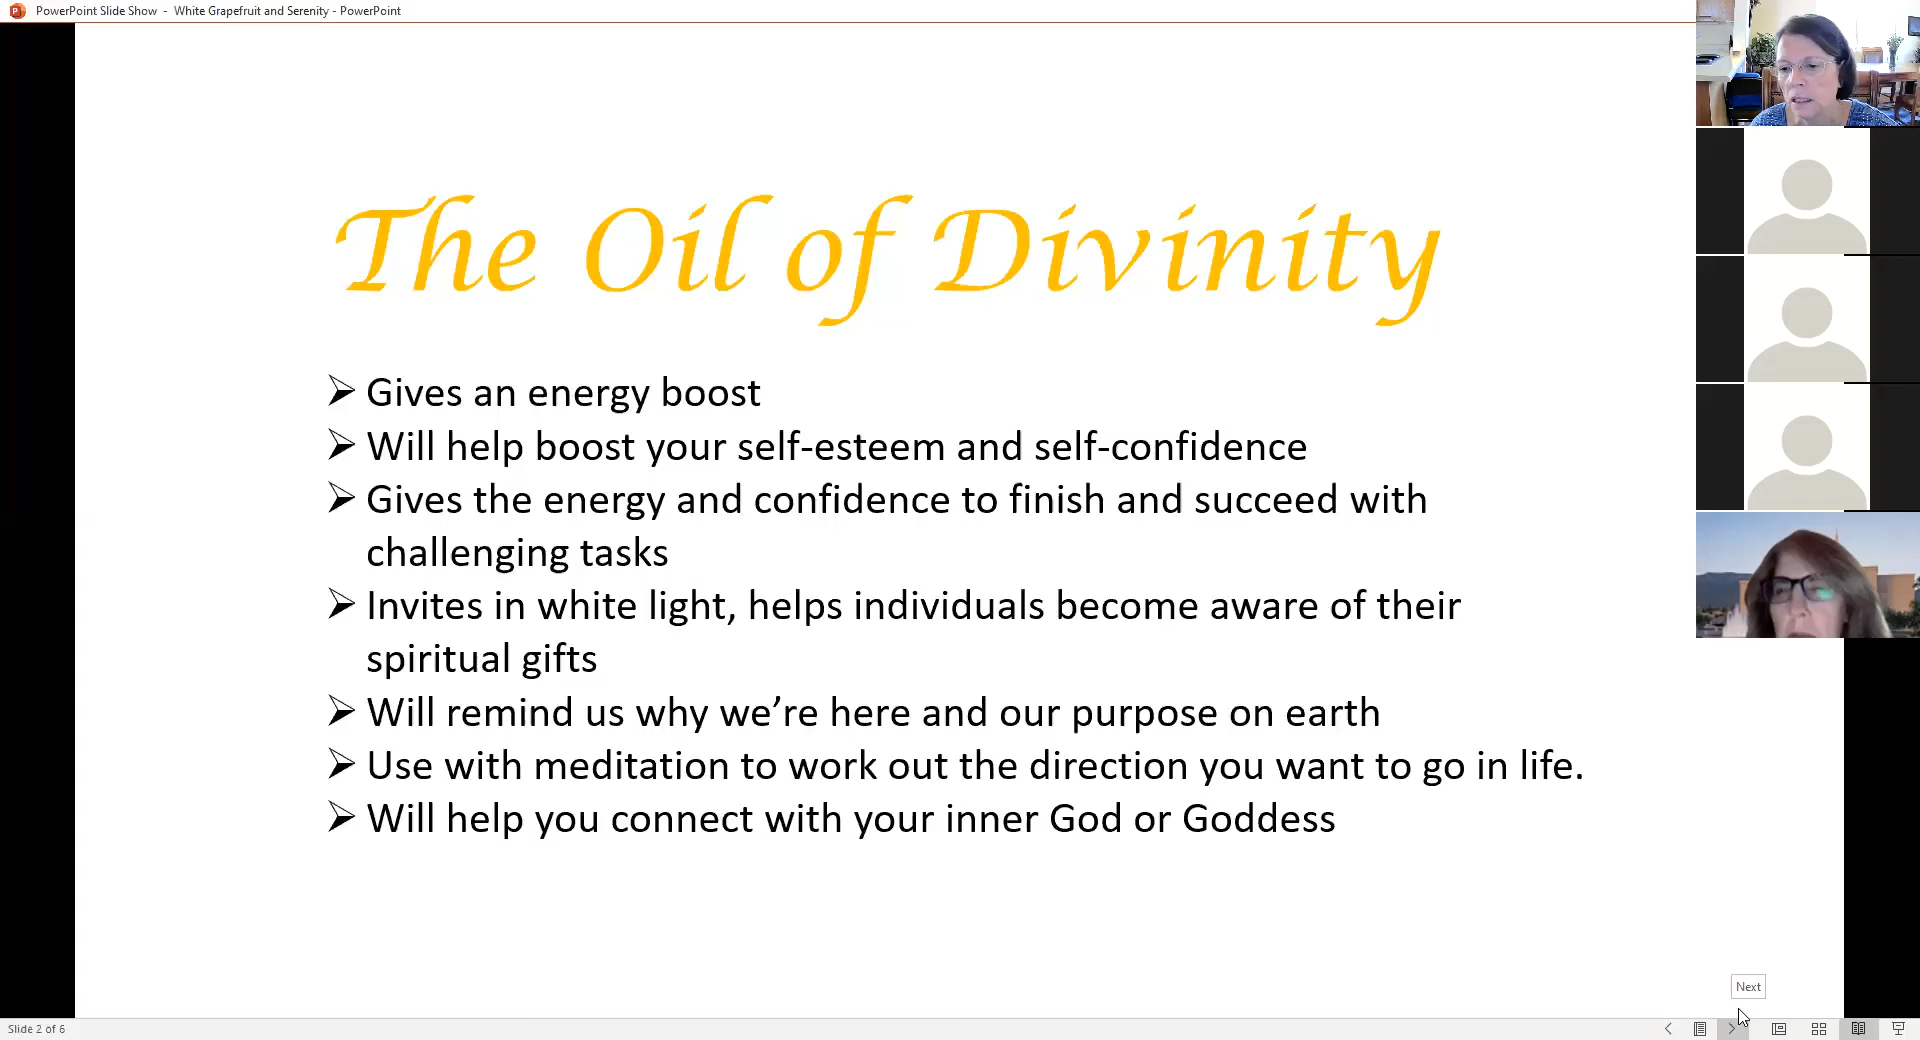 PowerPoint Slide Show - White Grapefruit and Serenity - PowerPoint
The Oil of Divinity
Gives an energy boost
Will help boost your self-esteem and self-confidence
Gives the energy and confidence to finish and succeed with
challenging tasks
Invites in white light, helps individuals become aware of their
spiritual gifts
Will remind us why we’re here and our purpose on earth
Use with meditation to work out the direction you want to go in life.
Will help you connect with your inner God or Goddess
Next
Slide 2 of 6